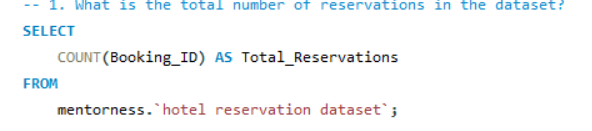 -- 1. What is the total number of reservations in the dataset?
SELECT
COUNT(Booking_ID) AS Total_Reservations
FROM
mentorness.`hotel reservation dataset`;